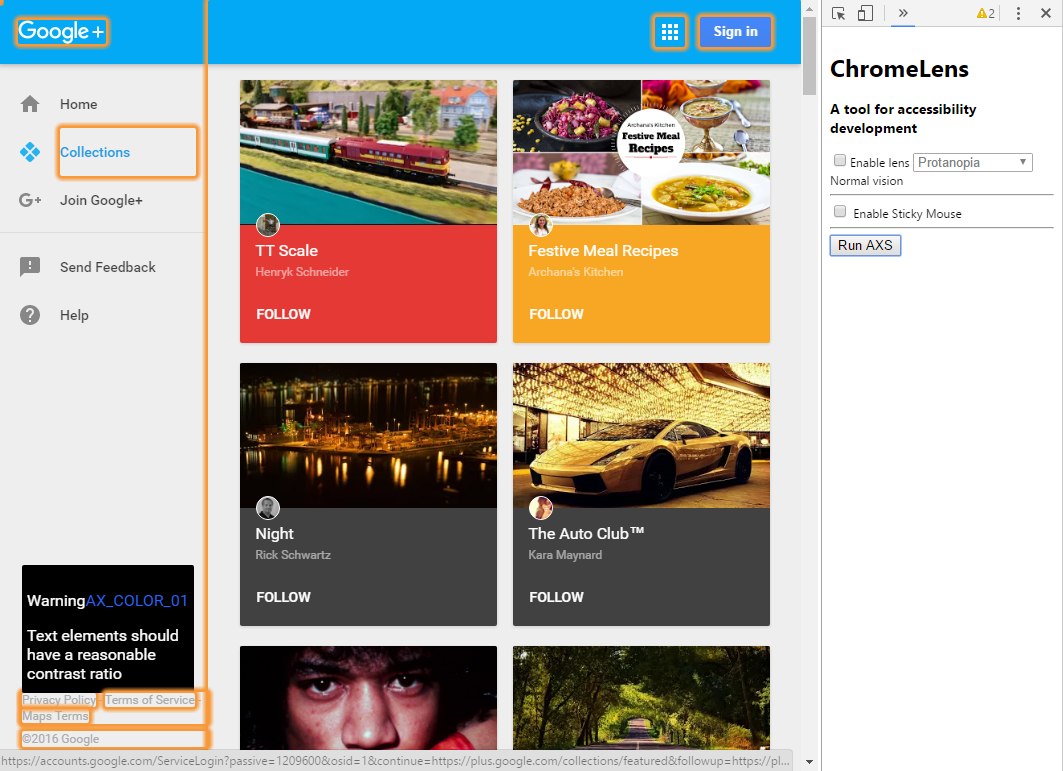 Google+
Sign in
Home
Collections
G+ Join Google+
Send Feedback
Help
TT Scale
Henryk Schneider
FOLLOW
Archana's Kitchen
Festive Meal
Recipes
Festive Meal Recipes
Archana's Kitchen
FOLLOW
Night
Rick Schwartz
FOLLOW
The Auto Club™
Kara Maynard
FOLLOW
WarningAX_COLOR_01
Text elements should
have a reasonable
contrast ratio
Privacy Policy - Terms of Service -
Maps Terms
©2016 Google
https://accounts.google.com/ServiceLogin?passive=1209600&osid=1&continue=https://plus.google.com/collections/featured&followup=https://pl...
» 2
ChromeLens
A tool for accessibility
development
Enable lens Protanopia
Normal vision
Enable Sticky Mouse
Run AXS